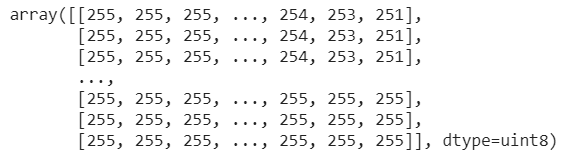 array([[255, 255, 255, ..., 254, 253, 251],
[255, 255, 255, ..., 254, 253, 251],
[255, 255, 255, ..., 254, 253, 251],
...,
[255, 255, 255, ..., 255, 255, 255],
[255, 255, 255, ..., 255, 255, 255],
[255, 255, 255, ..., 255, 255, 255]], dtype=uint8)